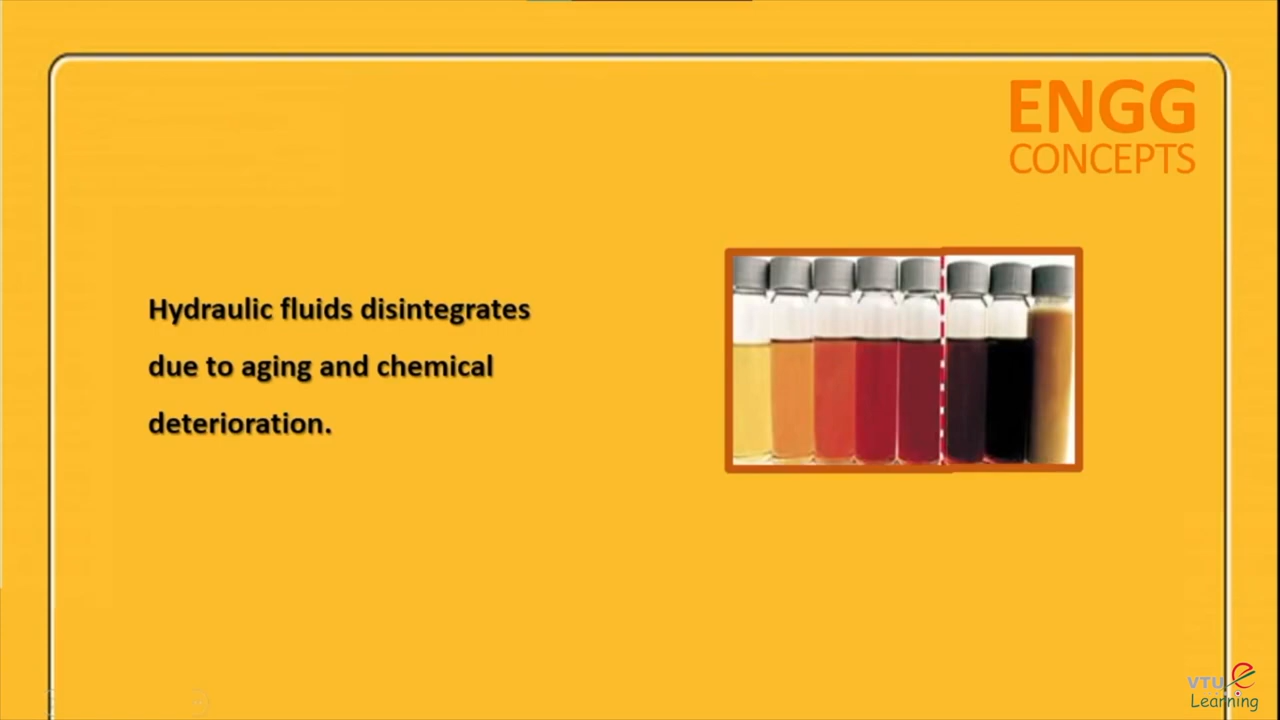 ENGG
CONCEPTS
Hydraulic fluids disintegrates
due to aging and chemical
deterioration.
VTU e
Learning